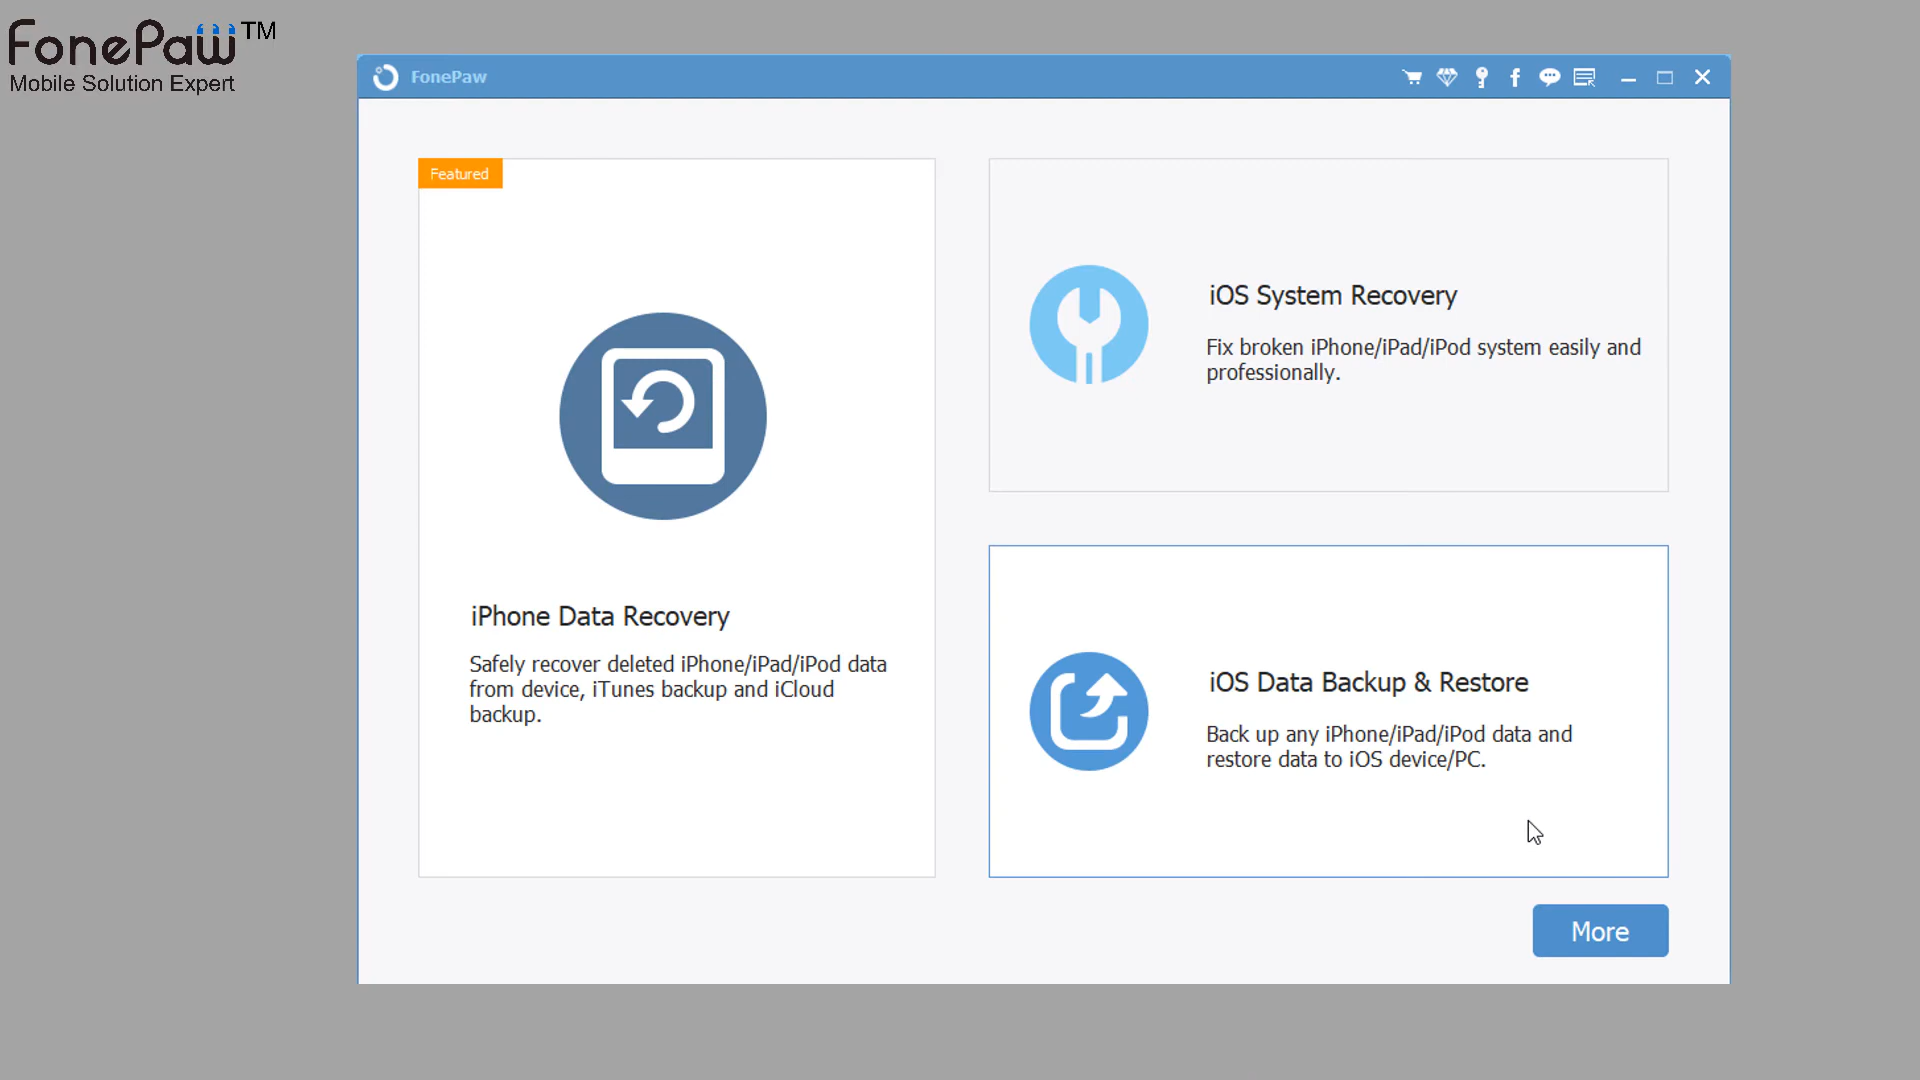 FonePaw™
Mobile Solution Expert
FonePaw
Featured
iPhone Data Recovery
Safely recover deleted iPhone/iPad/iPod data
from device, iTunes backup and iCloud
backup.
iOS System Recovery
Fix broken iPhone/iPad/iPod system easily and
professionally.
iOS Data Backup & Restore
Back up any iPhone/iPad/iPod data and
restore data to iOS device/PC.
More